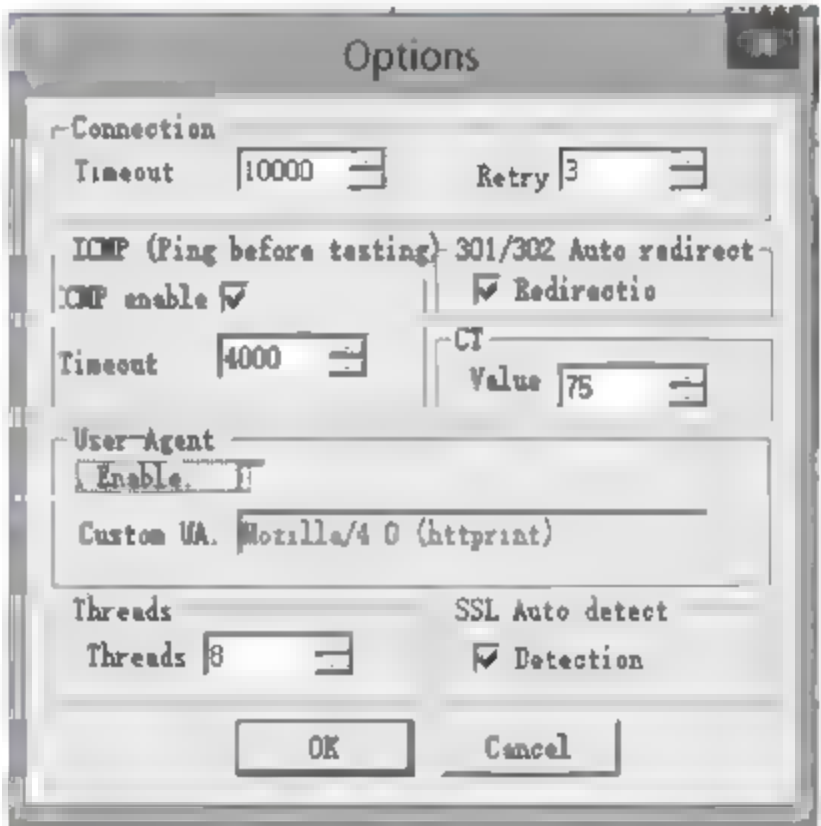 Options
Connection
Timeout 10000 Retry 3
ICMP (Ping before testing) 301/302 Auto redirect
ICMP enable Redirectio
Timeout 4000
CT
Value 75
User-Agent
Enable.
Custom UA. Mozilla/4 0 (httprint)
Threads SSL Auto detect
Threads 8 Detection
OK Cancel